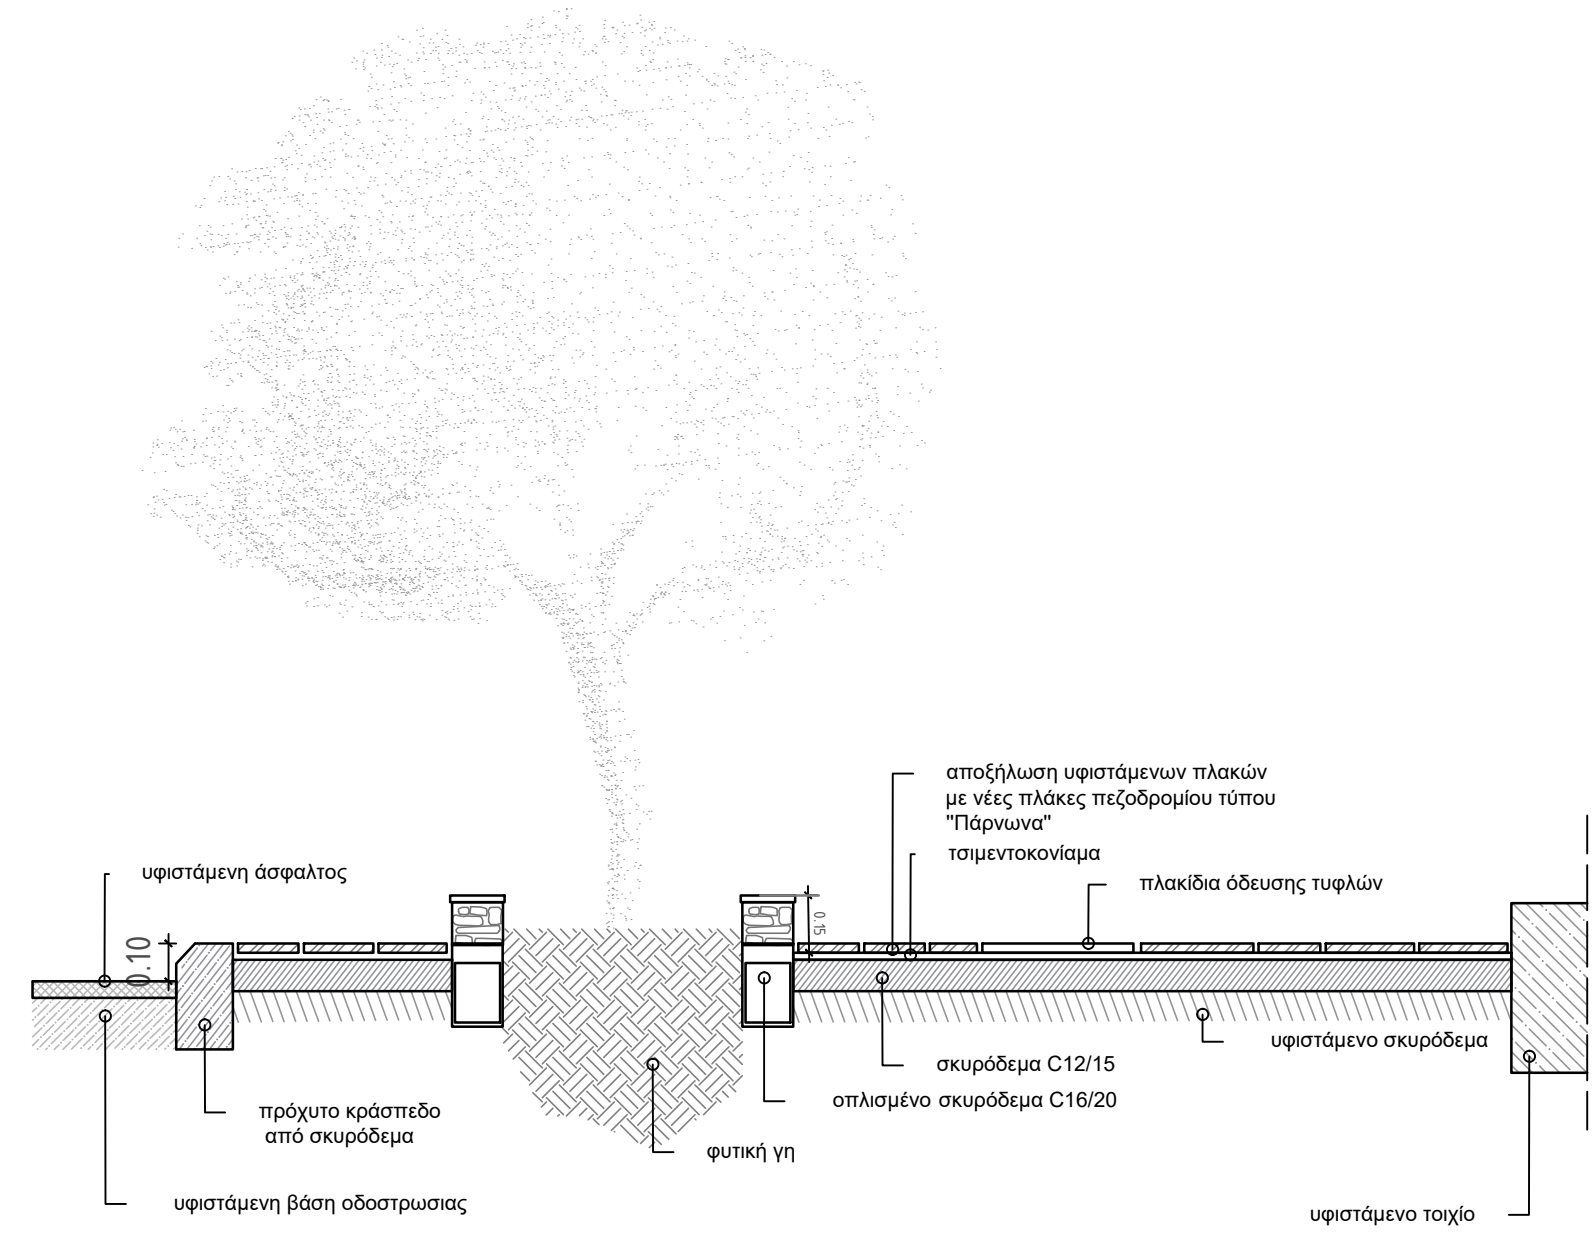 αποξήλωση υφιστάμενων πλακών
με νέες πλάκες πεζοδρομίου τύπου
"Πάρνωνα"
τσιμεντοκονίαμα
υφιστάμενη άσφαλτος
πλακίδια όδευσης τυφλών
0.15
0.10
υφιστάμενο σκυρόδεμα
σκυρόδεμα C12/15
οπλισμένο σκυρόδεμα C16/20
πρόχυτο κράσπεδο
από σκυρόδεμα
φυτική γη
υφιστάμενη βάση οδοστρωσιας
υφιστάμενο τοιχίο